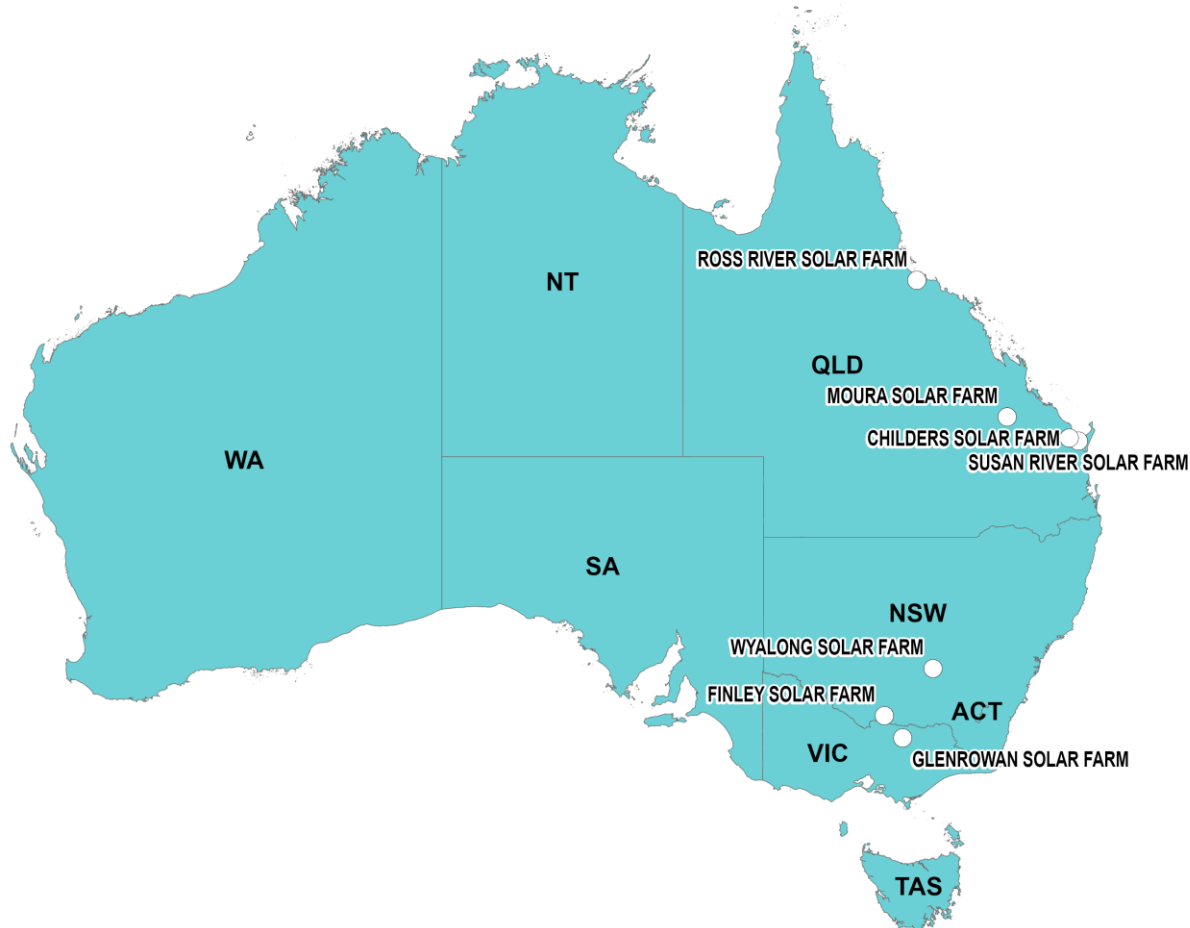 ROSS RIVER SOLAR FARM
NT
QLD
MOURA SOLAR FARM
CHILDERS SOLAR FARM
WA
SUSAN RIVER SOLAR FARM
SA
NSW
WYALONG SOLAR FARM
FINLEY SOLAR FARM
ACT
VIC
GLENROWAN SOLAR FARM
TAS